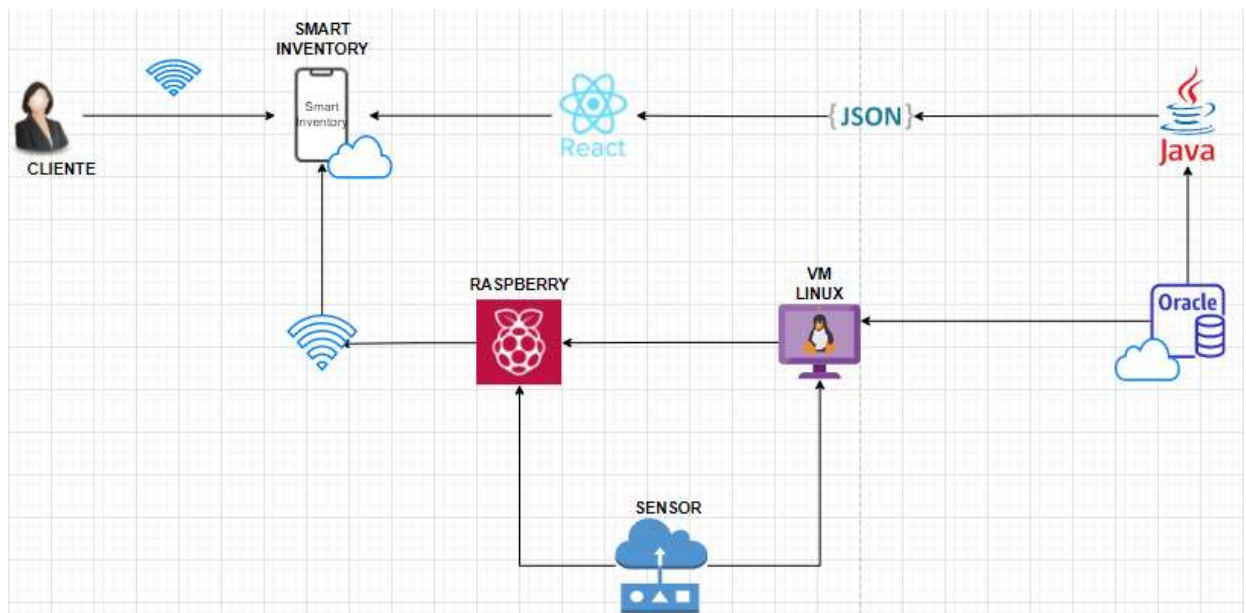 SMART
INVENTORY
Smart
Inventory
CLIENTE
React
{JSON}
Java
RASPBERRY
VM
LINUX
Oracle
SENSOR